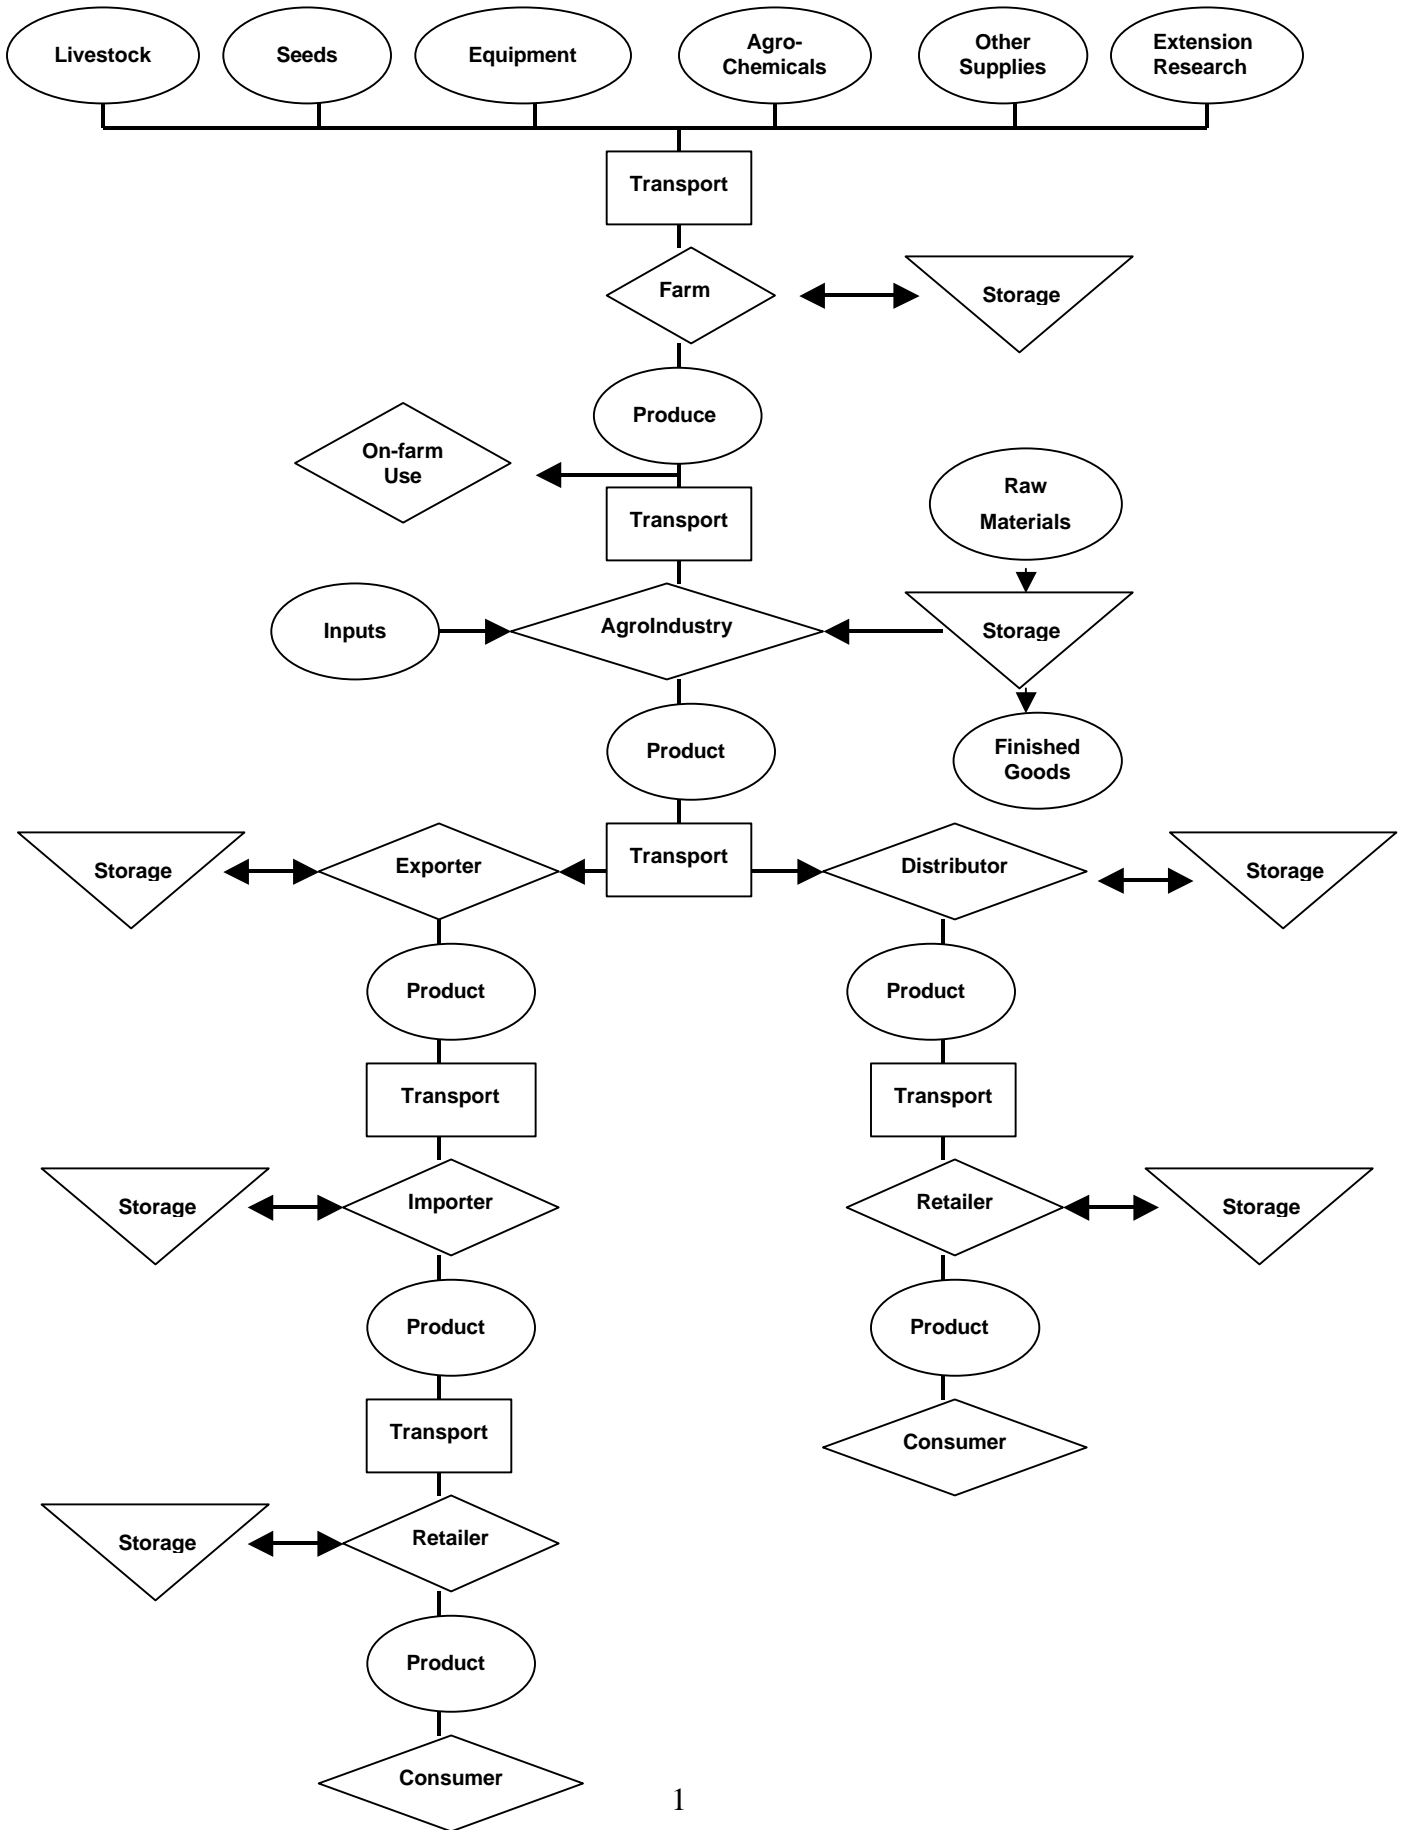 Livestock
Seeds
Equipment
Agro-
Chemicals
Other
Supplies
Extension
Research
Transport
Farm
Storage
Produce
On-farm
Use
Transport
Raw
Materials
Inputs
AgroIndustry
Storage
Product
Finished
Goods
Storage
Exporter
Transport
Distributor
Storage
Product
Product
Transport
Transport
Storage
Importer
Retailer
Storage
Product
Product
Transport
Consumer
Storage
Retailer
Product
Consumer
1